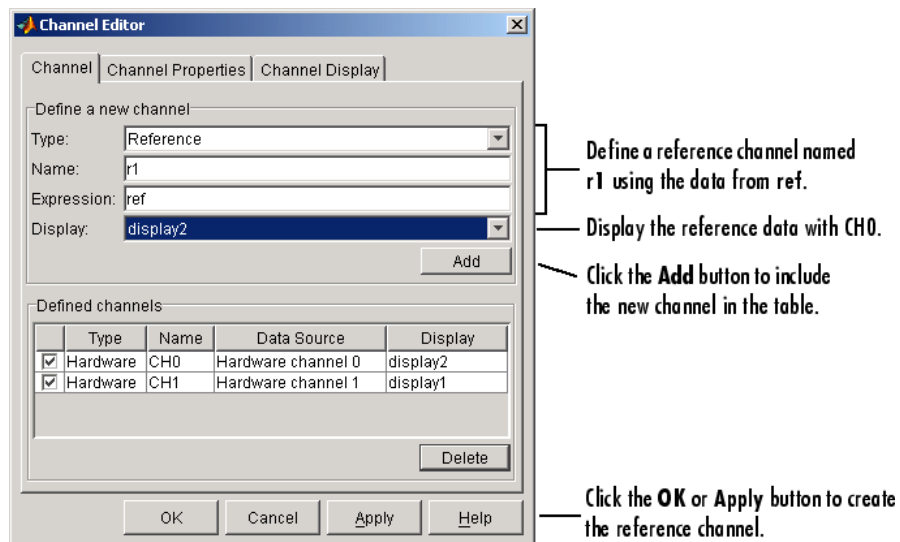 Channel Editor
Channel Channel Properties Channel Display
Define a new channel
Type: Reference
Name: r1
Expression: ref
Display: display2
Add
Defined channels
Type Name Data Source Display
Hardware CH0 Hardware channel 0 display2
Hardware CH1 Hardware channel 1 display1
Delete
OK Cancel Apply Help
Define a reference channel named
r1 using the data from ref.
Display the reference data with CH0.
Click the Add button to include
the new channel in the table.
Click the OK or Apply button to create
the reference channel.